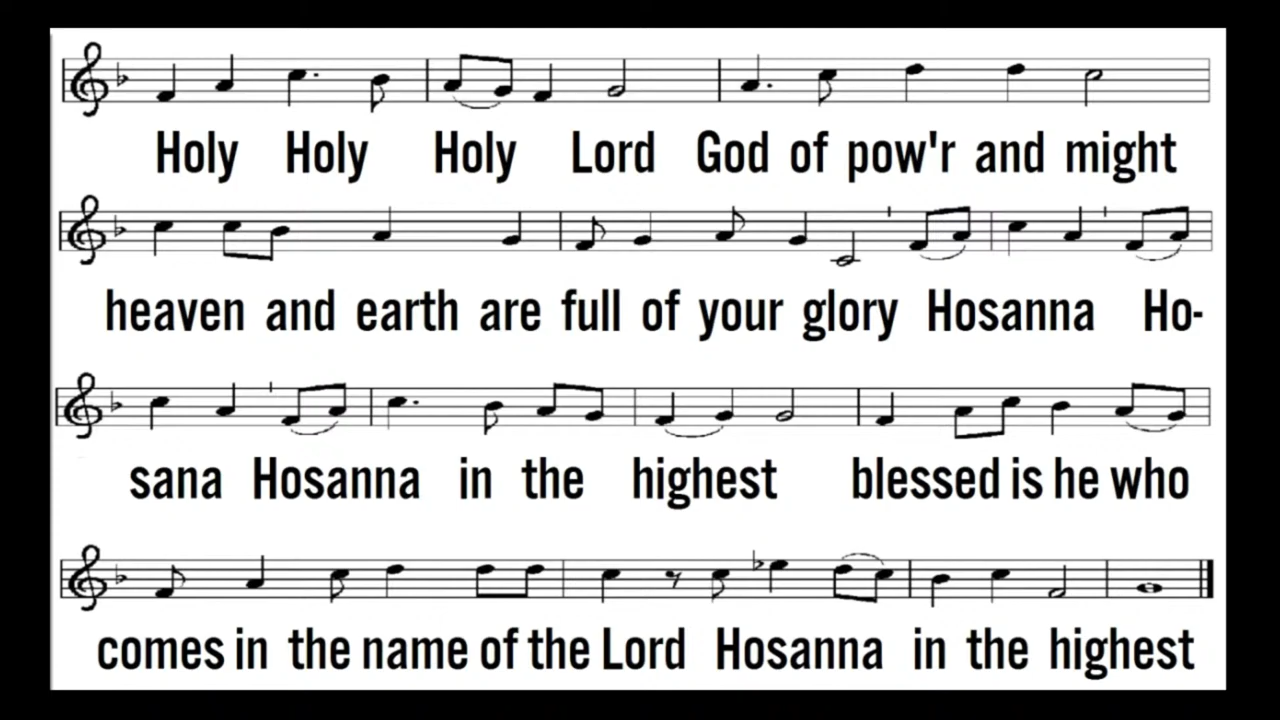 Holy Holy Holy Lord God of pow'r and might
heaven and earth are full of your glory Hosanna Ho-
sana Hosanna in the highest blessed is he who
comes in the name of the Lord Hosanna in the highest